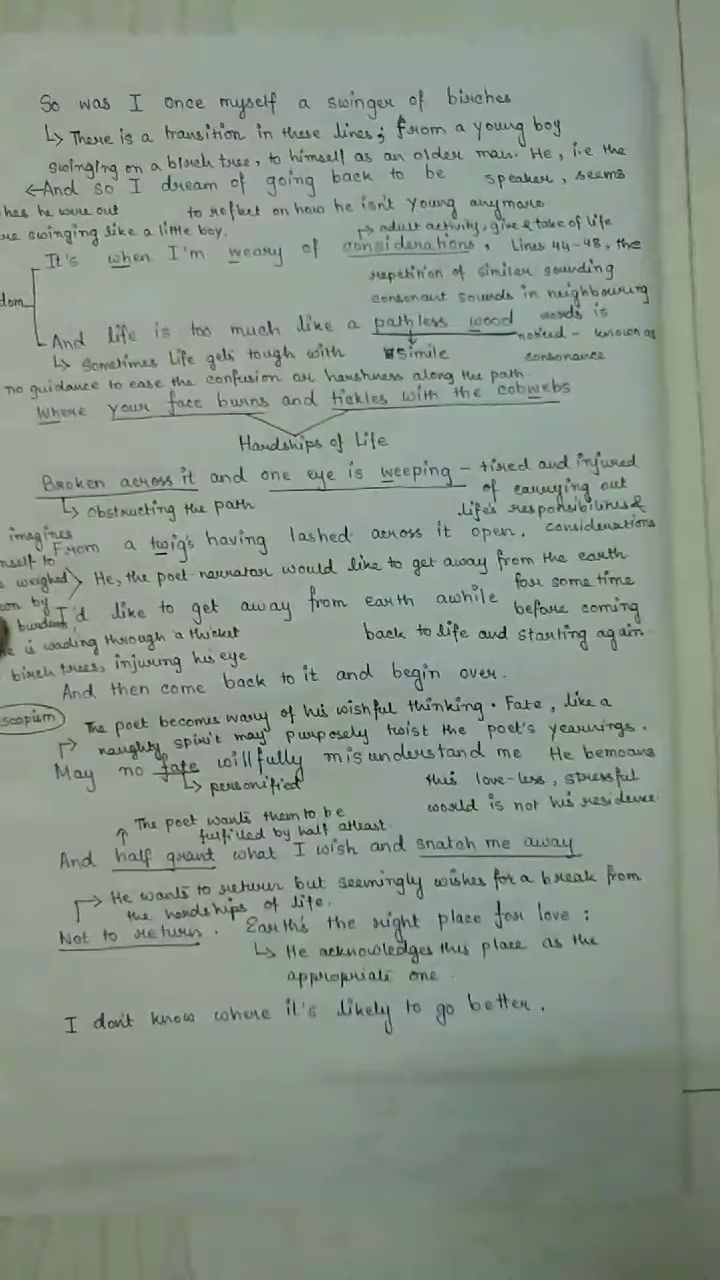 So was I once myself a swinger of birches
↳ There is a transition in these lines; from a young boy
swinging on a birch tree, to himself as an older man. He, i.e the
←And so I dream of going back to be speaker, seems
hes he were out to reflect on how he isn't young anymore
re swinging like a little boy. ↱ adult activity, give & take of life
It's when I'm weary of considerations, Lines 44-48, the
repetition of similar sounding
dom consonant sounds in neighbouring
And life is too much like a pathless wood words is
↳ Sometimes Life gets tough with simile noticed - known as
no guidance to ease the confusion or harshness along the path. consonance
Where your face burns and tickles with the cobwebs
Hardships of Life
Broken across it and one eye is weeping - tired and injured
↳ Obstructing the path of carrying out
life's responsibilities &
imagines From a twig's having lashed across it open. considerations
mself to
weighed > He, the poet-narrator would like to get away from the earth
own by for some time
burdens, I'd like to get away from earth awhile before coming
e is wading through a thicket back to life and starting again
birch trees, injuring his eye
And then come back to it and begin over.
scopium The poet becomes wary of his wishful thinking. Fate, like a
↱ naughty spirit may purposely twist the poet's yearnings.
May no fate willfully misunderstand me He bemoans
↳ personified this love-less, stressful
world is not his residence
↑ The poet wants them to be
fulfilled by half atleast.
And half grant what I wish and snatch me away
↱ He wants to return but seemingly wishes for a break from
the hardships of life.
Not to return. Earth's the right place for love:
↳ He acknowledges this place as the
appropriate one
I don't know where it's likely to go better.